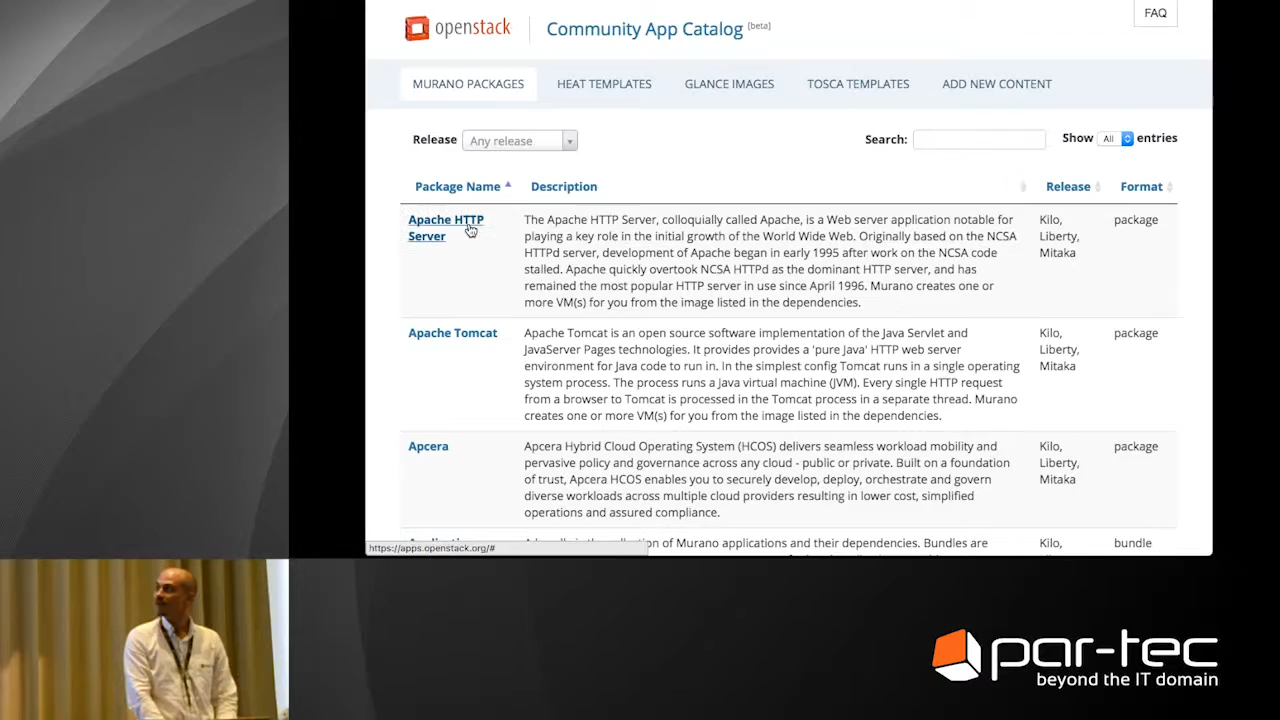 openstack
Community App Catalog [beta]
FAQ
MURANO PACKAGES HEAT TEMPLATES GLANCE IMAGES TOSCA TEMPLATES ADD NEW CONTENT
Release Any release Search: Show All entries
Package Name Description Release Format
Apache HTTP
Server
The Apache HTTP Server, colloquially called Apache, is a Web server application notable for
playing a key role in the initial growth of the World Wide Web. Originally based on the NCSA
HTTPd server, development of Apache began in early 1995 after work on the NCSA code
stalled. Apache quickly overtook NCSA HTTPd as the dominant HTTP server, and has
remained the most popular HTTP server in use since April 1996. Murano creates one or
more VM(s) for you from the image listed in the dependencies.
Kilo,
Liberty,
Mitaka
package
Apache Tomcat
Apache Tomcat is an open source software implementation of the Java Servlet and
JavaServer Pages technologies. It provides provides a 'pure Java' HTTP web server
environment for Java code to run in. In the simplest config Tomcat runs in a single operating
system process. The process runs a Java virtual machine (JVM). Every single HTTP request
from a browser to Tomcat is processed in the Tomcat process in a separate thread. Murano
creates one or more VM(s) for you from the image listed in the dependencies.
Kilo,
Liberty,
Mitaka
package
Apcera
Apcera Hybrid Cloud Operating System (HCOS) delivers seamless workload mobility and
pervasive policy and governance across any cloud - public or private. Built on a foundation
of trust, Apcera HCOS enables you to securely develop, deploy, orchestrate and govern
diverse workloads across multiple cloud providers resulting in lower cost, simplified
operations and assured compliance.
Kilo,
Liberty,
Mitaka
package
of Murano applications and their dependencies. Bundles are
Kilo,
bundle
https://apps.openstack.org/#
par-tec
beyond the IT domain